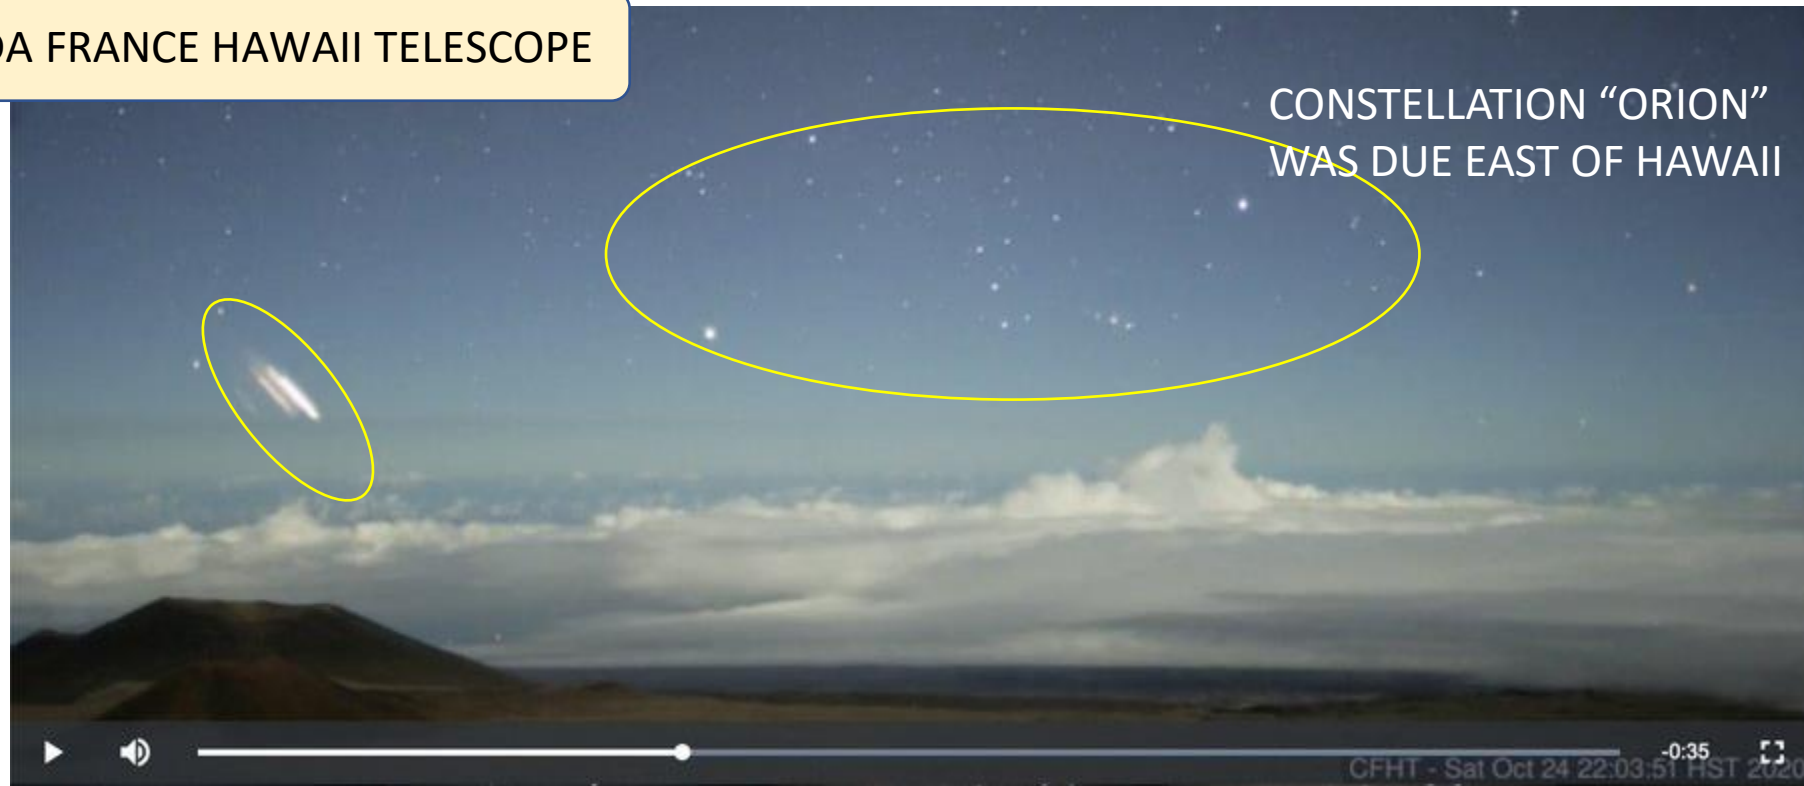 DA FRANCE HAWAII TELESCOPE
CONSTELLATION “ORION”
WAS DUE EAST OF HAWAII
-0:35
CFHT - Sat Oct 24 22:03:51 HST 2020